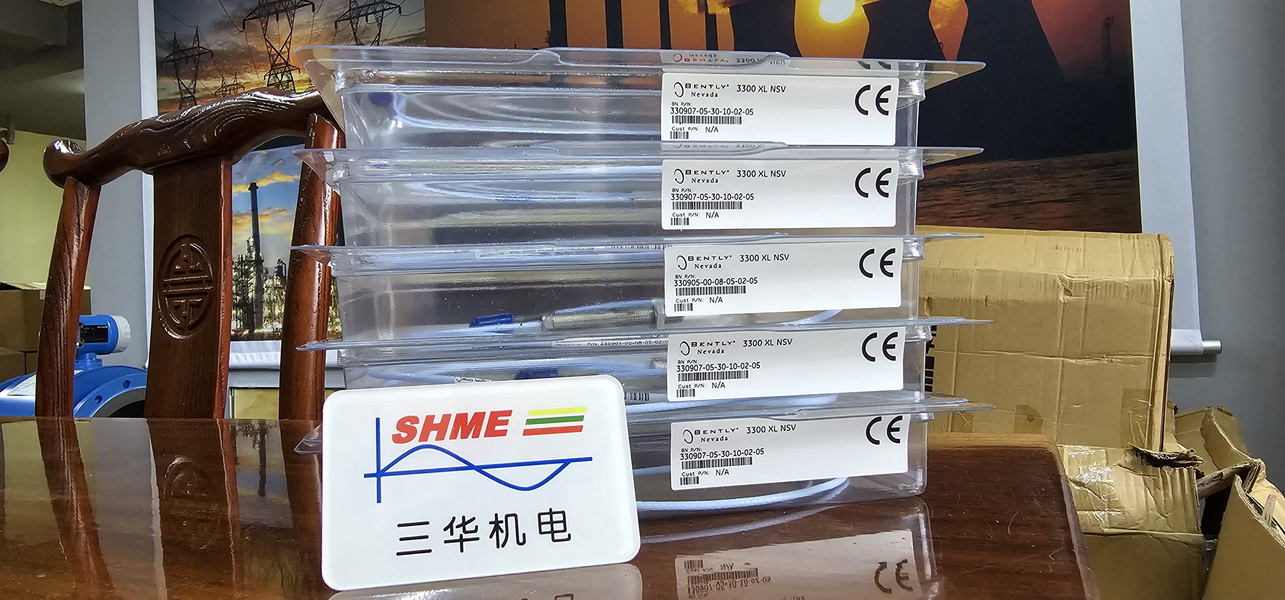 BENTLY
Nevada
3300 XL NSV
CE
BN P/N:
330907-05-30-10-02-05
Cust P/N: N/A
BENTLY
Nevada
3300 XL NSV
CE
BN P/N:
330907-05-30-10-02-05
Cust P/N: N/A
BENTLY
Nevada
3300 XL NSV
CE
BN P/N:
330905-00-08-05-02-05
Cust P/N: N/A
BENTLY
Nevada
3300 XL NSV
CE
BN P/N:
330907-05-30-10-02-05
Cust P/N: N/A
BENTLY
Nevada
3300 XL NSV
CE
BN P/N:
330907-05-30-10-02-05
Cust P/N: N/A
SHME
三华机电